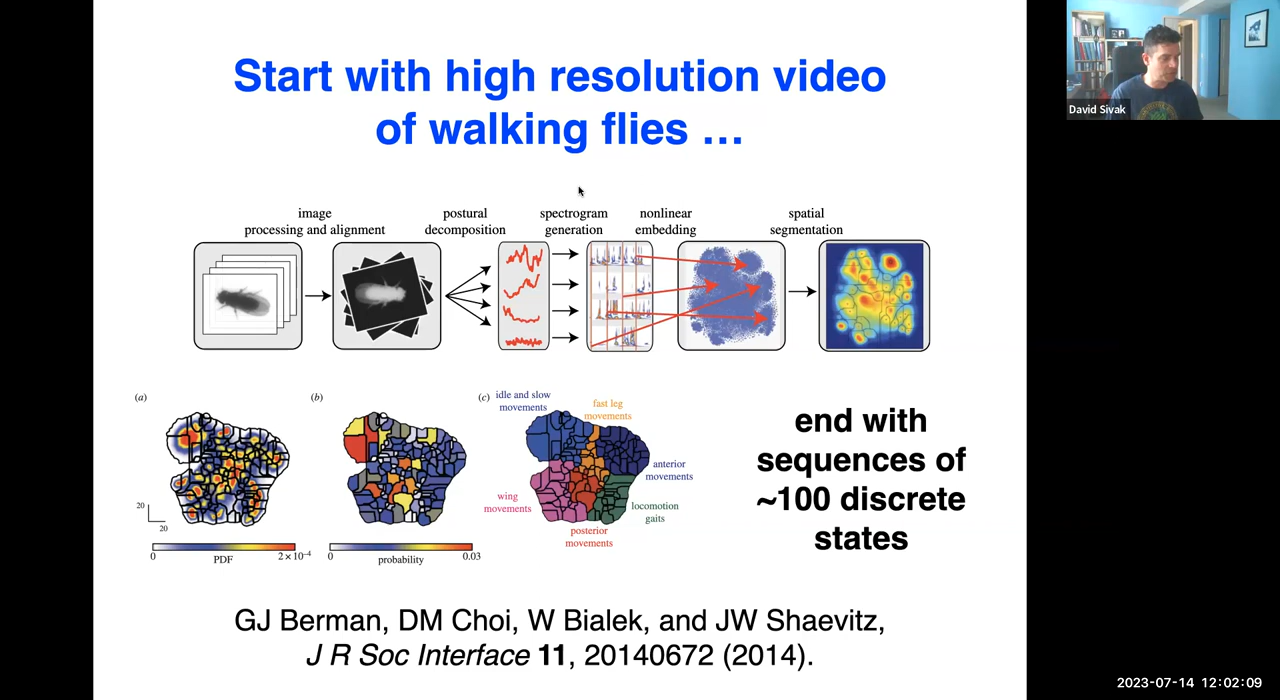 Start with high resolution video
of walking flies …
David Sivak
image
processing and alignment
postural
decomposition
spectrogram
generation
nonlinear
embedding
spatial
segmentation
(a)
(b)
(c)
idle and slow
movements
fast leg
movements
anterior
movements
wing
movements
locomotion
gaits
posterior
movements
20
20
0
2 × 10⁻⁴
PDF
0
0.03
probability
end with
sequences of
~100 discrete
states
GJ Berman, DM Choi, W Bialek, and JW Shaevitz,
J R Soc Interface 11, 20140672 (2014).
2023-07-14 12:02:09